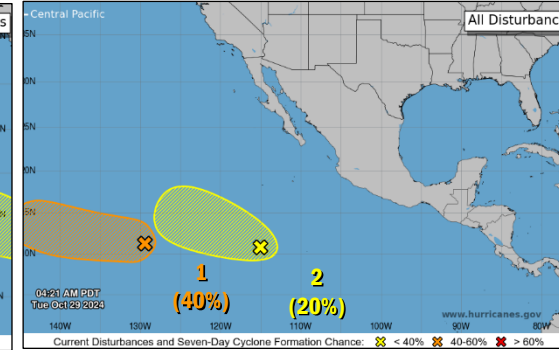 s
← Central Pacific
All Disturbanc
35N
30N
25N
20N
15N
10N
1
(40%)
2
(20%)
04:21 AM PDT
Tue Oct 29 2024
www.hurricanes.gov
140W 130W 120W 110W 100W 90W 80W
Current Disturbances and Seven-Day Cyclone Formation Chance: < 40% 40-60% > 60%